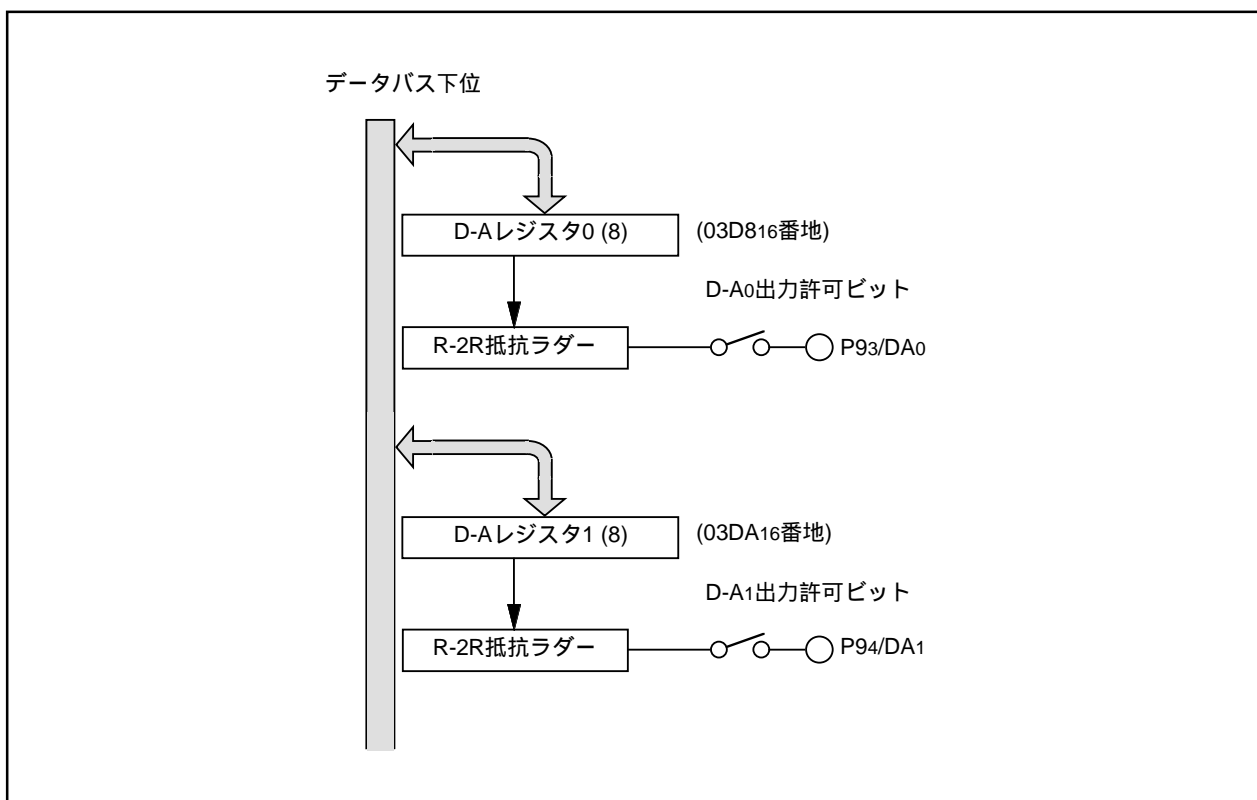 データバス下位
D-Aレジスタ0 (8) (03D816番地)
D-A0出力許可ビット
R-2R抵抗ラダー P93/DA0
D-Aレジスタ1 (8) (03DA16番地)
D-A1出力許可ビット
R-2R抵抗ラダー P94/DA1